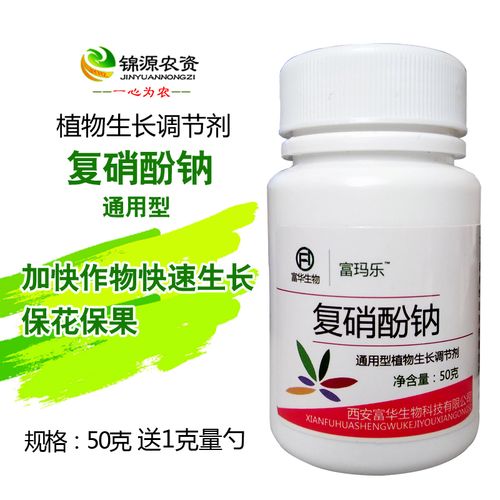 锦源农资
JINYUANNONGZI
一心为农
植物生长调节剂
复硝酚钠
通用型
加快作物快速生长
保花保果
规格：50克 送1克量勺
富华生物
富玛乐™
复硝酚钠
通用型植物生长调节剂
净含量：50克
西安富华生物科技有限公司
XIANFUHUASHENGWUKEJIYOUXIANGONGSI